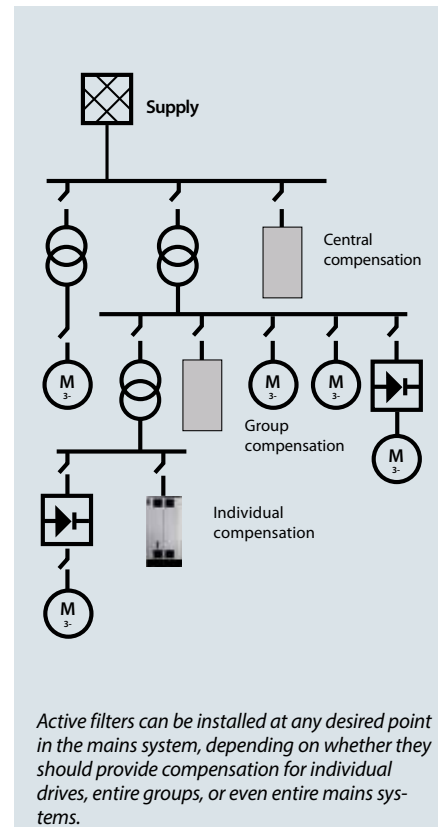 Supply
Central
compensation
M
3-
M
3-
M
3-
Group
compensation
M
3-
Individual
compensation
M
3-
Active filters can be installed at any desired point
in the mains system, depending on whether they
should provide compensation for individual
drives, entire groups, or even entire mains sys-
tems.